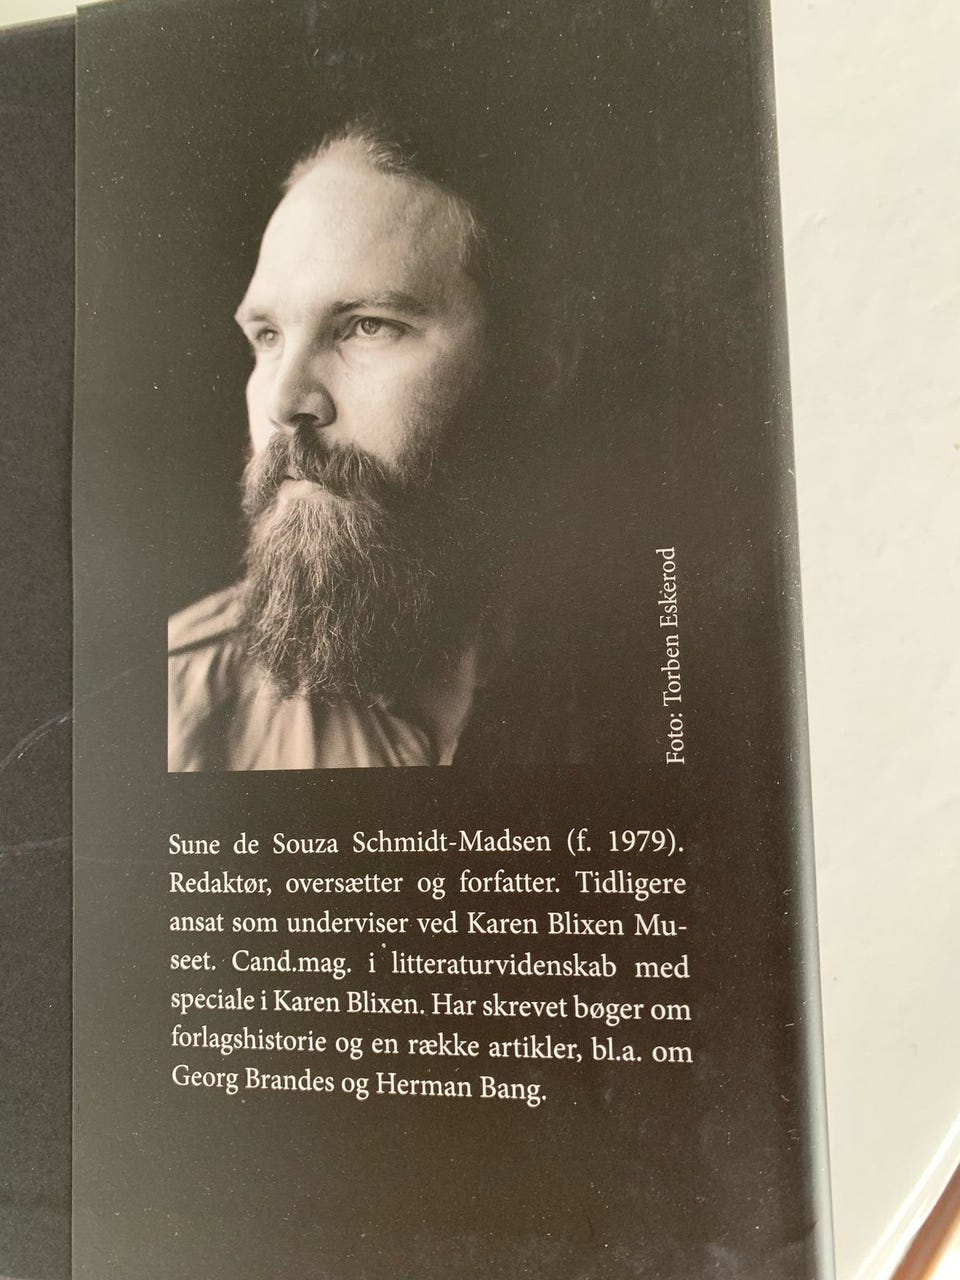 Foto: Torben Eskerod
Sune de Souza Schmidt-Madsen (f. 1979).
Redaktør, oversætter og forfatter. Tidligere
ansat som underviser ved Karen Blixen Mu-
seet. Cand.mag. i litteraturvidenskab med
speciale i Karen Blixen. Har skrevet bøger om
forlagshistorie og en række artikler, bl.a. om
Georg Brandes og Herman Bang.